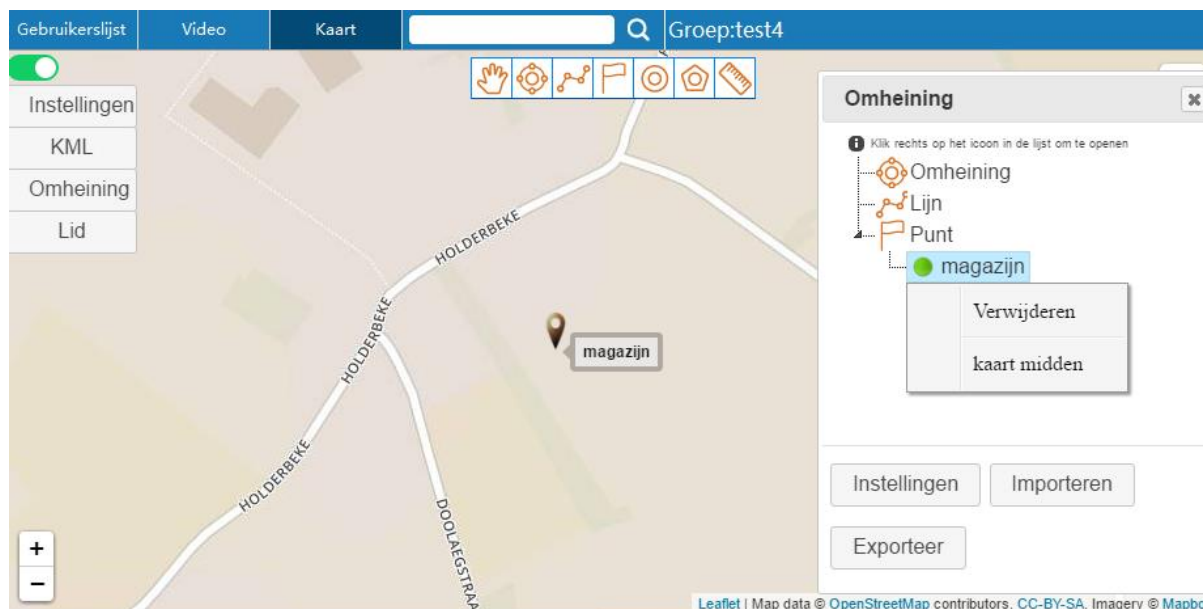 Gebruikerslijst Video Kaart Groep:test4
Instellingen
KML
Omheining
Lid
Omheining
Klik rechts op het icoon in de lijst om te openen
Omheining
Lijn
Punt
magazijn
Verwijderen
kaart midden
HOLDERBEKE
HOLDERBEKE
HOLDERBEKE
magazijn
Instellingen Importeren
Exporteer
+
−
Leaflet | Map data © OpenStreetMap contributors, CC-BY-SA, Imagery ©